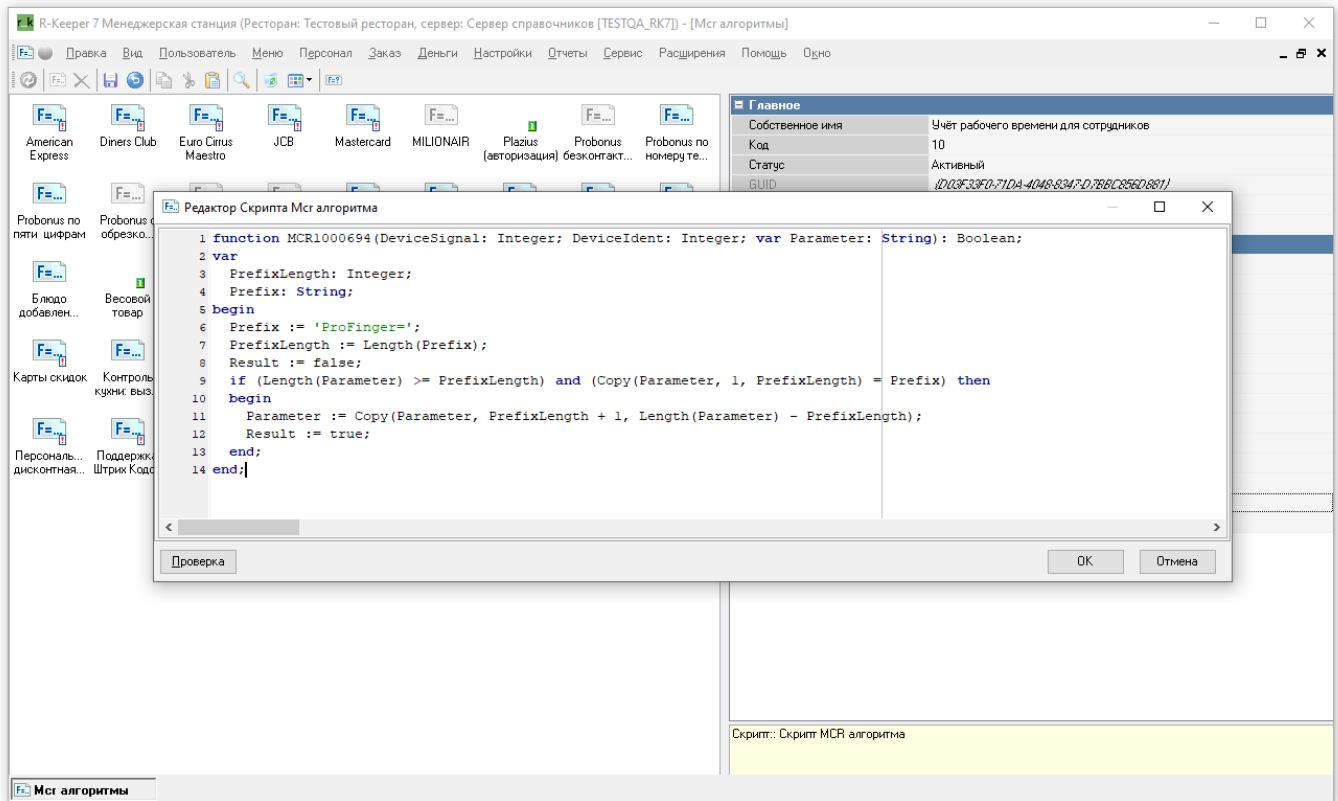 R-Keeper 7 Менеджерская станция (Ресторан: Тестовый ресторан, сервер: Сервер справочников [TESTQA_RK7]) - [Mcr алгоритмы]
Правка Вид Пользователь Меню Персонал Заказ Деньги Настройки Отчеты Сервис Расширения Помощь Окно
American Express
Diners Club
Euro Cirrus Maestro
JCB
Mastercard
MILIONAIR
Plazius (авторизация)
Probonus безконтакт...
Probonus по номеру те...
Probonus по пяти цифрам
Probonus
обрезко...
Блюдо добавлен...
Весовой товар
Карты скидок
Контроль
кухни: выз.
Персональ... дисконтная...
Поддержк
Штрих Кодо
Главное
Собственное имя Учёт рабочего времени для сотрудников
Код 10
Статус Активный
GUID {D03F33F0-71DA-4048-8347-D7BBC856D881}
Редактор Скрипта Mcr алгоритма
1 function MCR1000694(DeviceSignal: Integer; DeviceIdent: Integer; var Parameter: String): Boolean;
2 var
3 PrefixLength: Integer;
4 Prefix: String;
5 begin
6 Prefix := 'ProFinger=';
7 PrefixLength := Length(Prefix);
8 Result := false;
9 if (Length(Parameter) >= PrefixLength) and (Copy(Parameter, 1, PrefixLength) = Prefix) then
10 begin
11 Parameter := Copy(Parameter, PrefixLength + 1, Length(Parameter) - PrefixLength);
12 Result := true;
13 end;
14 end;
Проверка
OK
Отмена
Скрипт:: Скрипт MCR алгоритма
Mcr алгоритмы